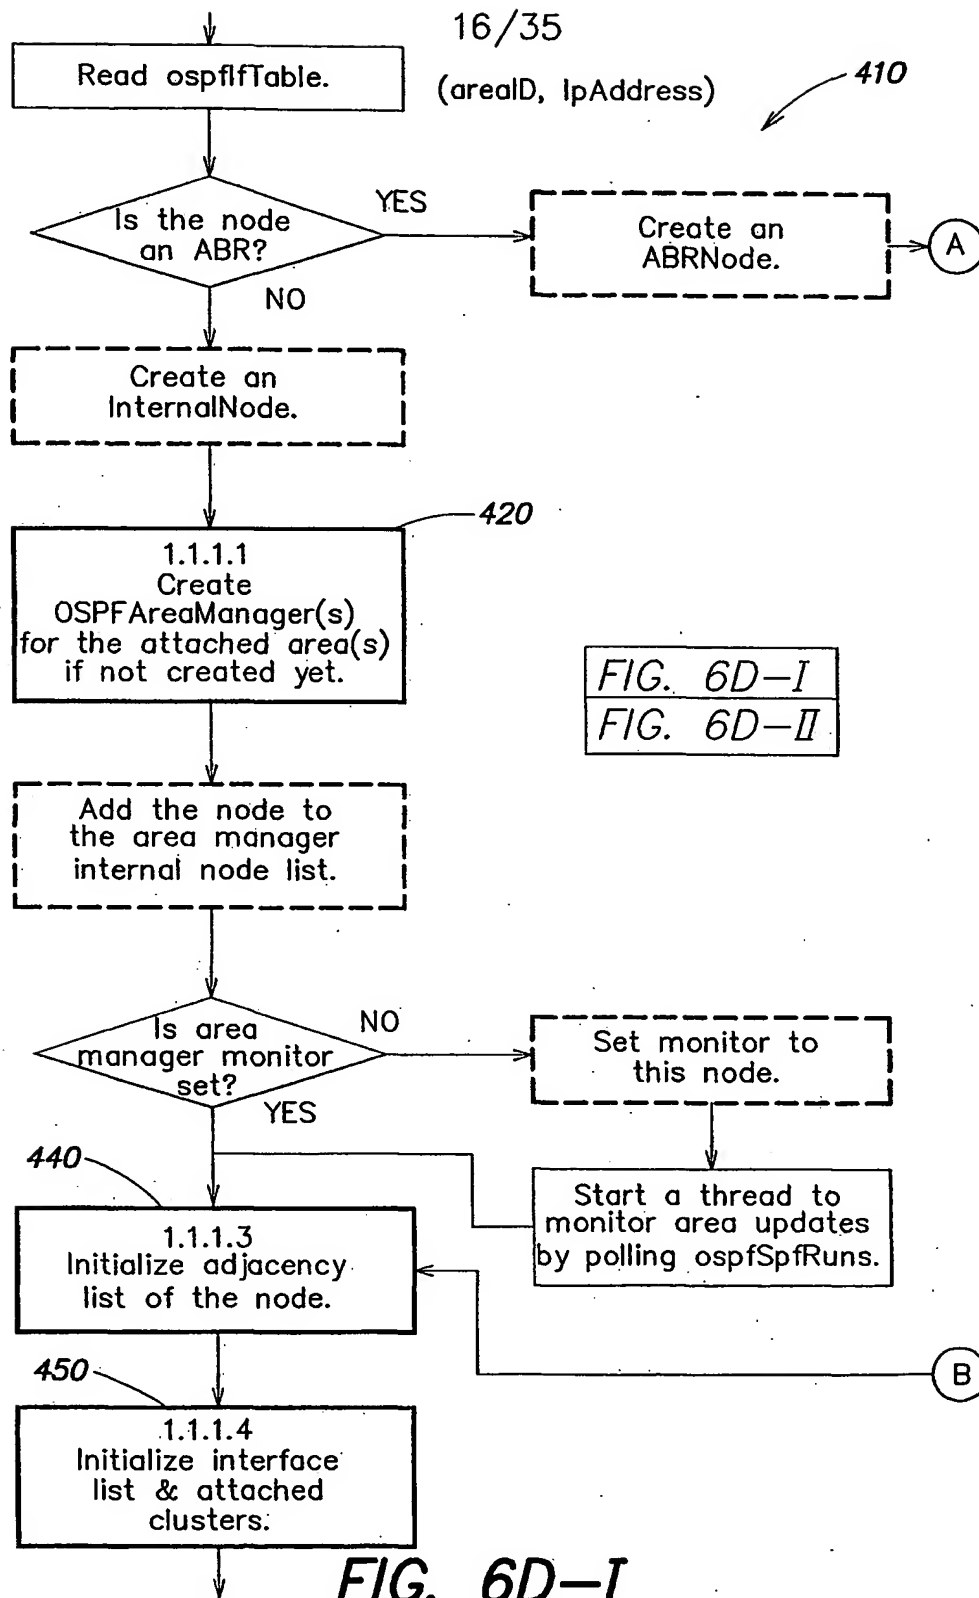 16/35
Read ospfIfTable.
(areaID, IpAddress)
410
Is the node
an ABR?
YES
NO
Create an
ABRNode.
A
Create an
InternalNode.
420
1.1.1.1
Create
OSPFAreaManager(s)
for the attached area(s)
if not created yet.
FIG. 6D-I
FIG. 6D-II
Add the node to
the area manager
internal node list.
Is area
manager monitor
set?
NO
YES
Set monitor to
this node.
Start a thread to
monitor area updates
by polling ospfSpfRuns.
440
1.1.1.3
Initialize adjacency
list of the node.
B
450
1.1.1.4
Initialize interface
list & attached
clusters.
FIG. 6D-I